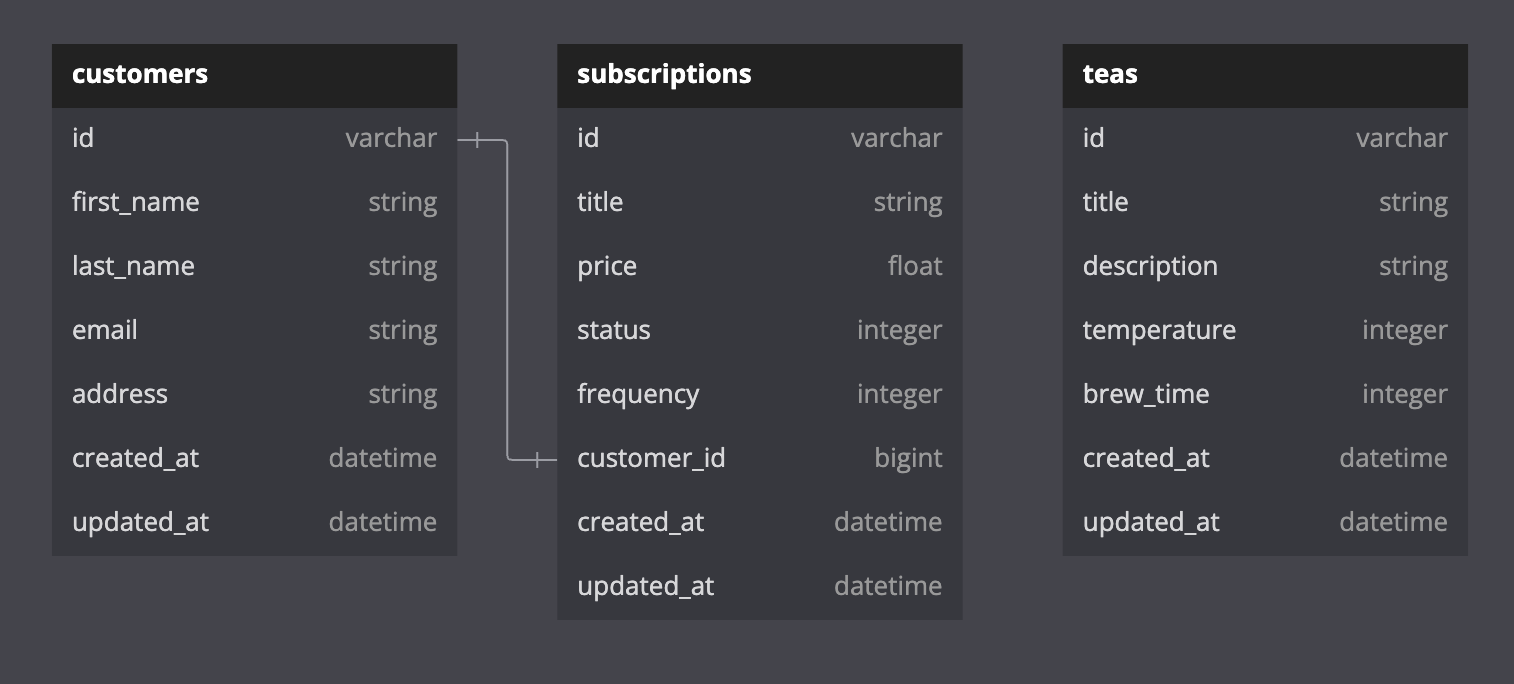 customers
id varchar
first_name string
last_name string
email string
address string
created_at datetime
updated_at datetime
subscriptions
id varchar
title string
price float
status integer
frequency integer
customer_id bigint
created_at datetime
updated_at datetime
teas
id varchar
title string
description string
temperature integer
brew_time integer
created_at datetime
updated_at datetime